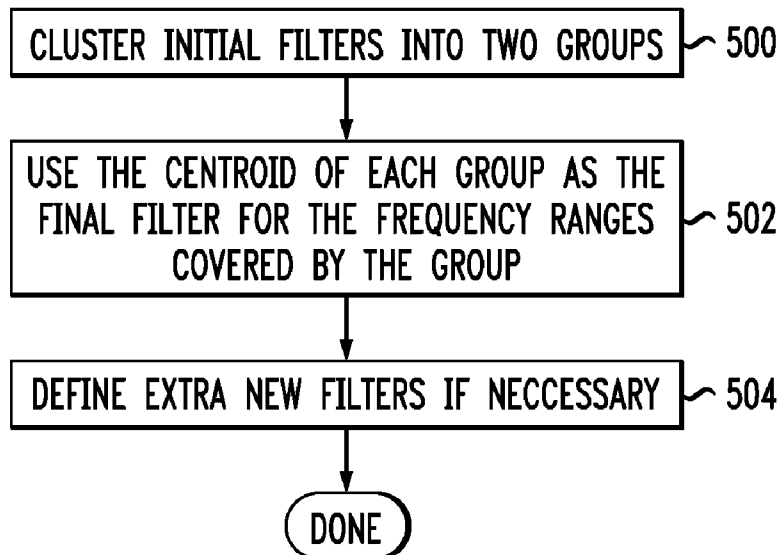 CLUSTER INITIAL FILTERS INTO TWO GROUPS 500
USE THE CENTROID OF EACH GROUP AS THE
FINAL FILTER FOR THE FREQUENCY RANGES 502
COVERED BY THE GROUP
DEFINE EXTRA NEW FILTERS IF NECCESSARY 504
DONE